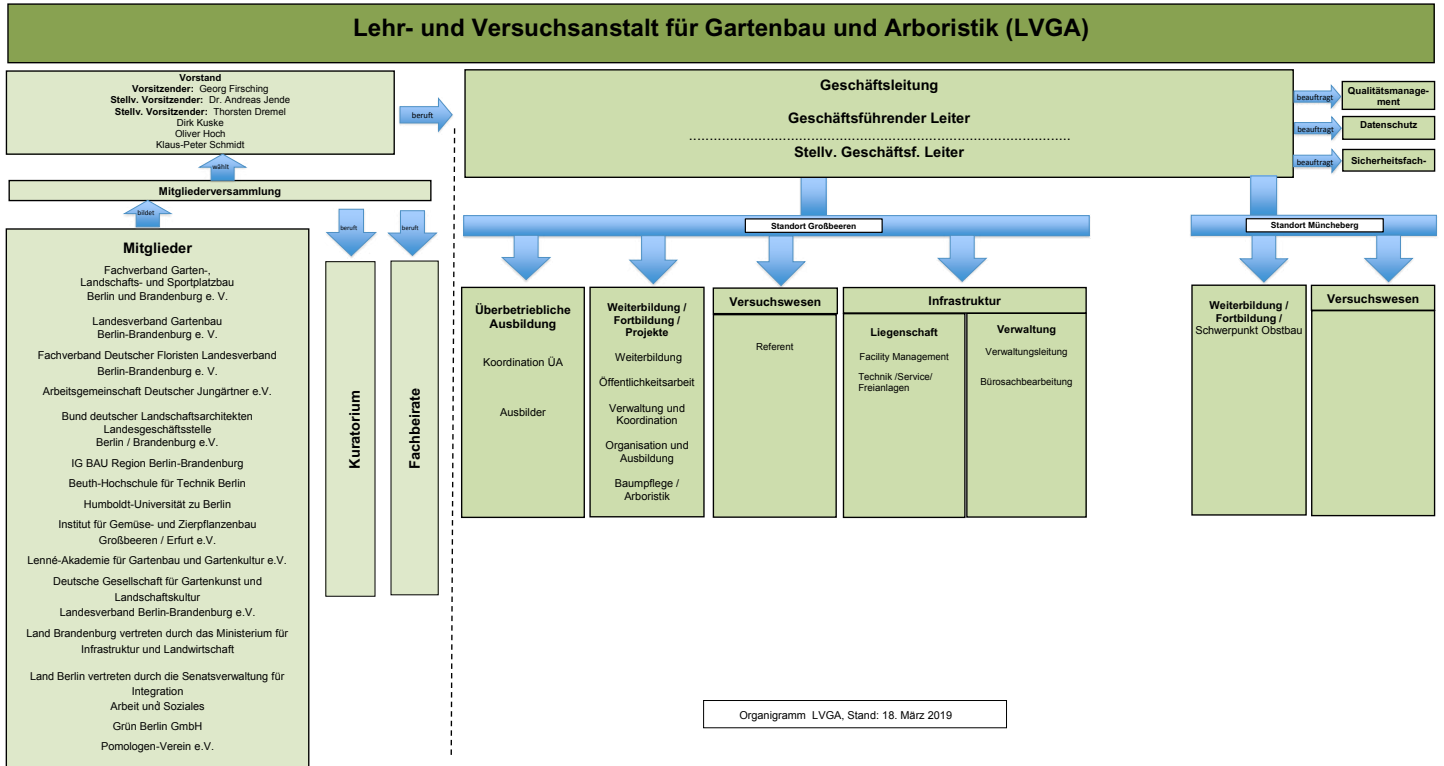 Lehr- und Versuchsanstalt für Gartenbau und Arboristik (LVGA)
Vorstand
Vorsitzender: Georg Firsching
Stellv. Vorsitzender: Dr. Andreas Jende
Stellv. Vorsitzender: Thorsten Dremel
Dirk Kuske
Oliver Hoch
Klaus-Peter Schmidt
beruft
wählt
Mitgliederversammlung
bildet
Mitglieder
Fachverband Garten-,
Landschafts- und Sportplatzbau
Berlin und Brandenburg e. V.
Landesverband Gartenbau
Berlin-Brandenburg e. V.
Fachverband Deutscher Floristen Landesverband
Berlin-Brandenburg e. V.
Arbeitsgemeinschaft Deutscher Jungärtner e.V.
Bund deutscher Landschaftsarchitekten
Landesgeschäftsstelle
Berlin / Brandenburg e.V.
IG BAU Region Berlin-Brandenburg
Beuth-Hochschule für Technik Berlin
Humboldt-Universität zu Berlin
Institut für Gemüse- und Zierpflanzenbau
Großbeeren / Erfurt e.V.
Lenné-Akademie für Gartenbau und Gartenkultur e.V.
Deutsche Gesellschaft für Gartenkunst und
Landschaftskultur
Landesverband Berlin-Brandenburg e.V.
Land Brandenburg vertreten durch das Ministerium für
Infrastruktur und Landwirtschaft
Land Berlin vertreten durch die Senatsverwaltung für
Integration
Arbeit und Soziales
Grün Berlin GmbH
Pomologen-Verein e.V.
beruft
beruft
Kuratorium
Fachbeirate
Geschäftsleitung
Geschäftsführender Leiter
Stellv. Geschäftsf. Leiter
beauftragt
Qualitätsmanage-
ment
beauftragt
Datenschutz
beauftragt
Sicherheitsfach-
Standort Großbeeren
Überbetriebliche
Ausbildung
Koordination ÜA
Ausbilder
Weiterbildung /
Fortbildung /
Projekte
Weiterbildung
Öffentlichkeitsarbeit
Verwaltung und
Koordination
Organisation und
Ausbildung
Baumpflege /
Arboristik
Versuchswesen
Referent
Infrastruktur
Liegenschaft
Facility Management
Technik /Service/
Freianlagen
Verwaltung
Verwaltungsleitung
Bürosachbearbeitung
Standort Müncheberg
Weiterbildung /
Fortbildung /
Schwerpunkt Obstbau
Versuchswesen
Organigramm LVGA, Stand: 18. März 2019